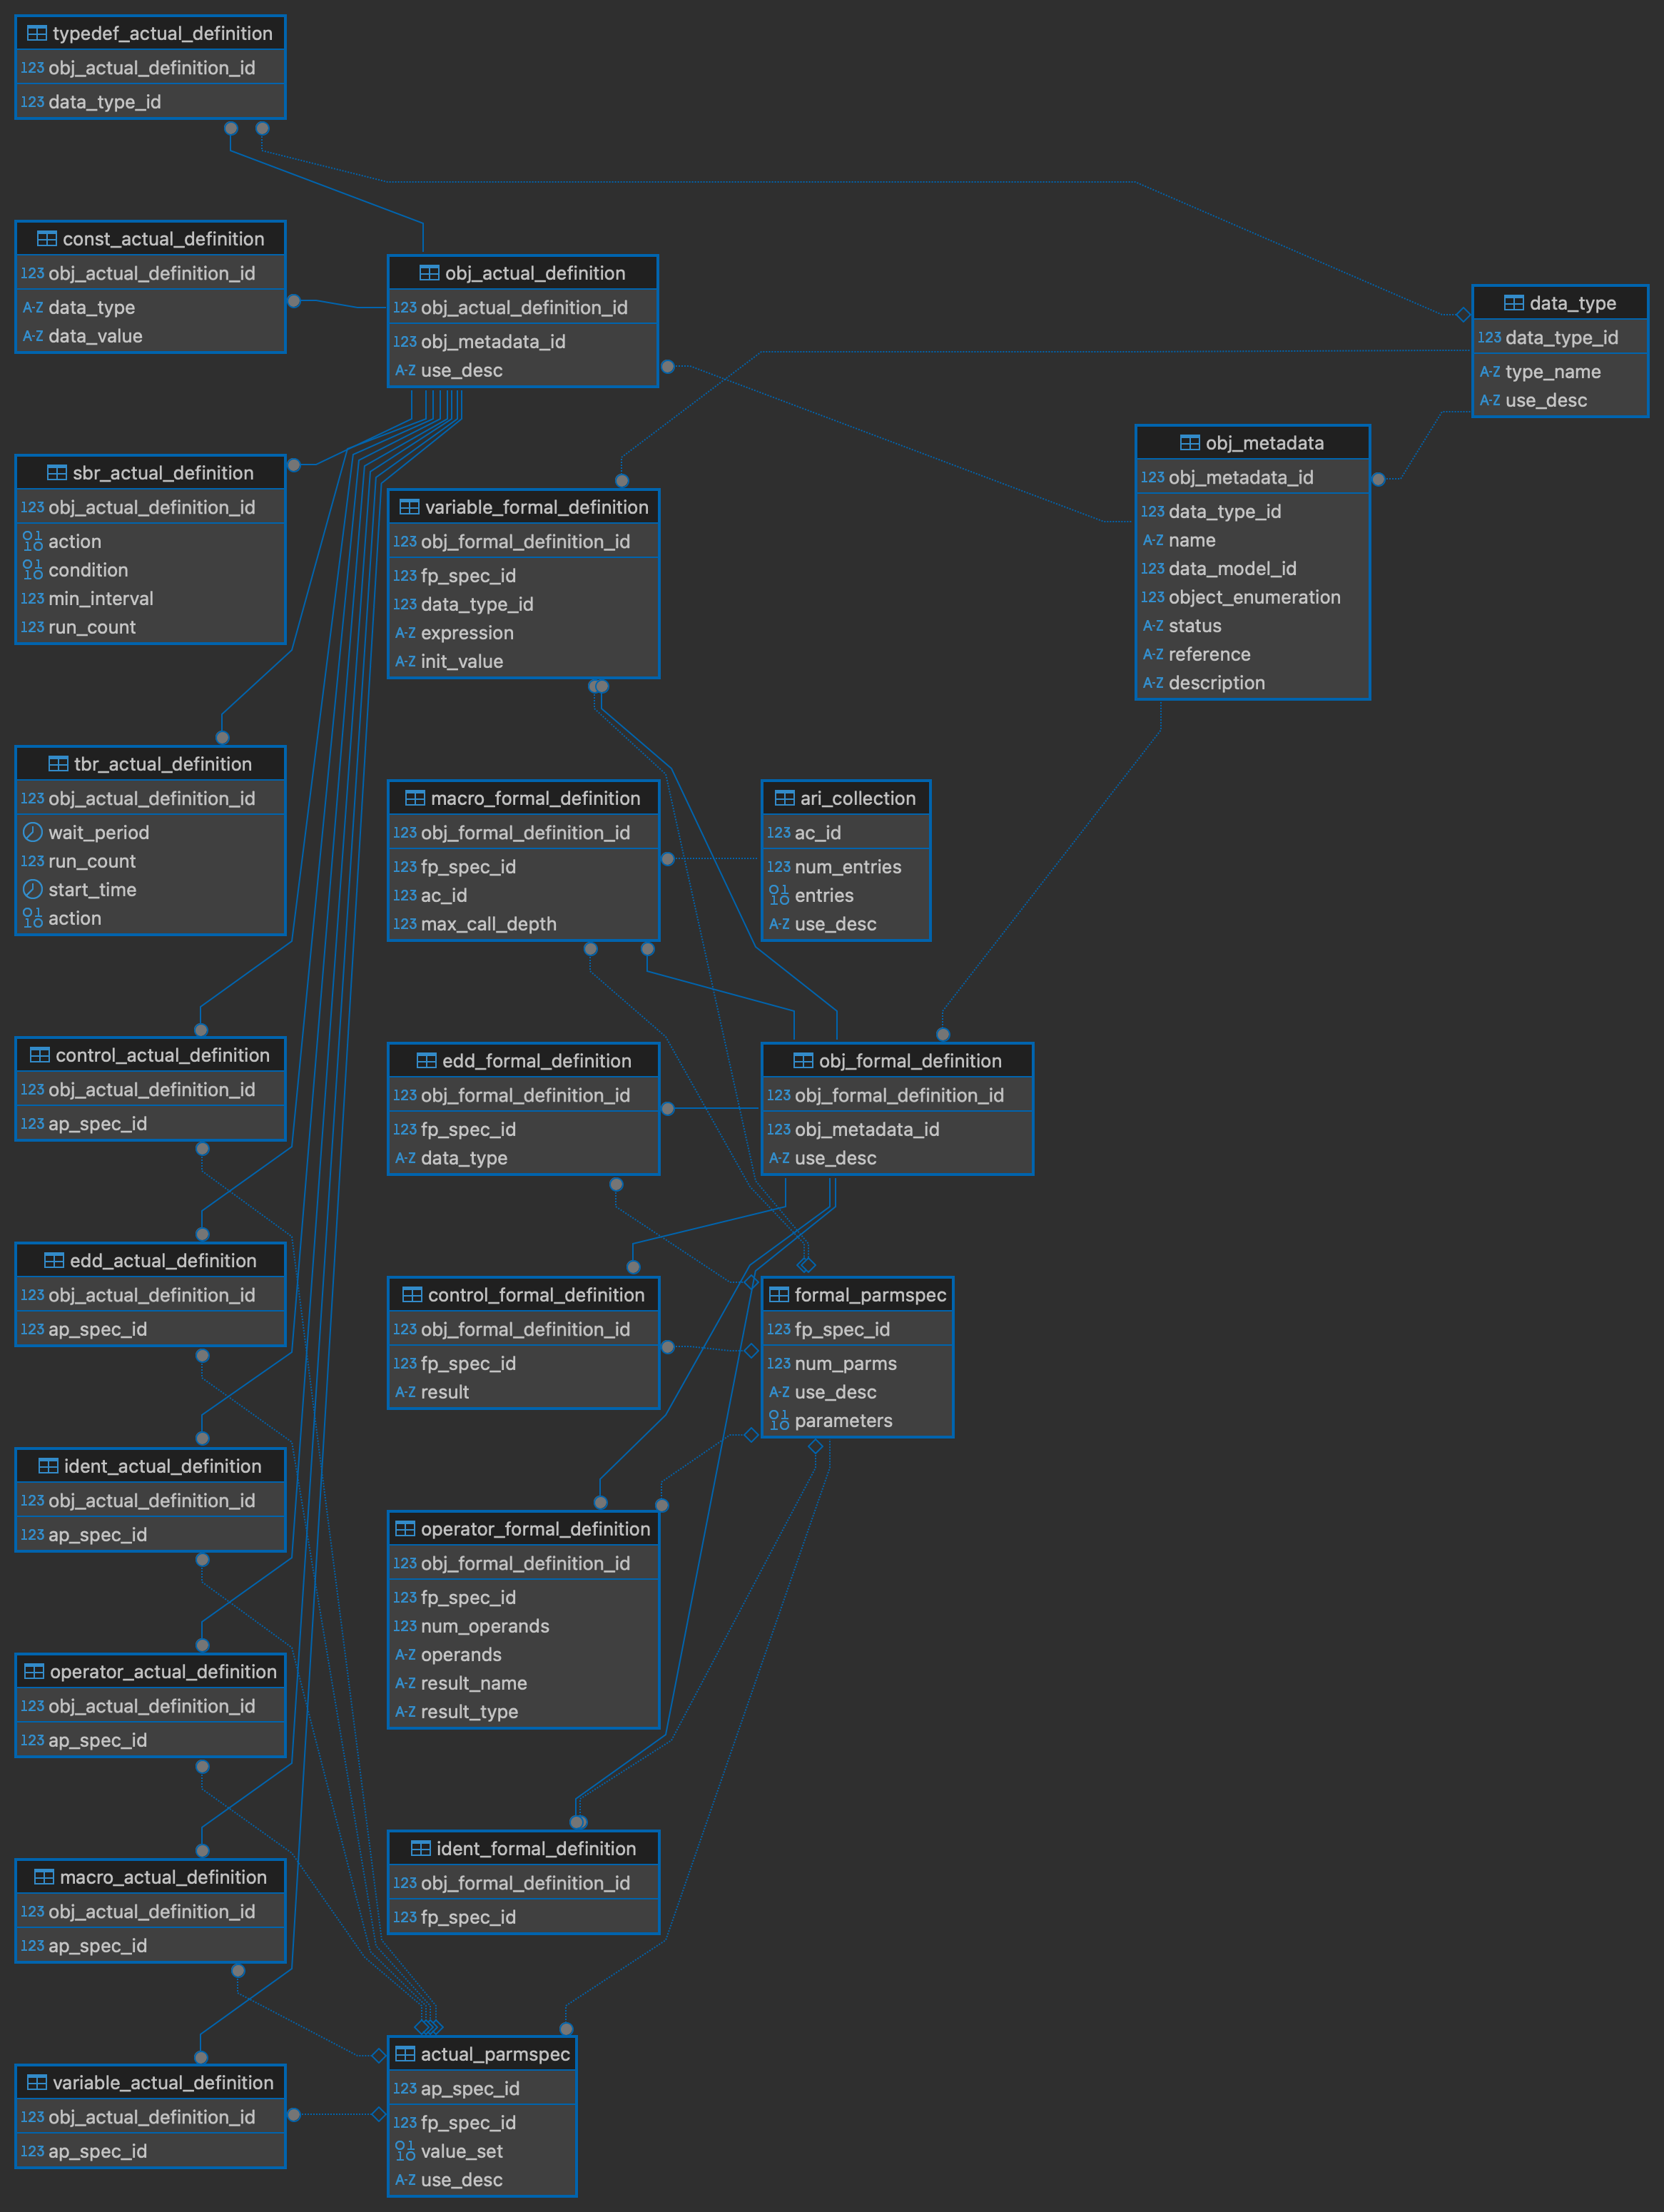 typedef_actual_definition
123 obj_actual_definition_id
123 data_type_id
const_actual_definition
123 obj_actual_definition_id
A-Z data_type
A-Z data_value
obj_actual_definition
123 obj_actual_definition_id
123 obj_metadata_id
A-Z use_desc
data_type
123 data_type_id
A-Z type_name
A-Z use_desc
obj_metadata
123 obj_metadata_id
123 data_type_id
A-Z name
123 data_model_id
123 object_enumeration
A-Z status
A-Z reference
A-Z description
sbr_actual_definition
123 obj_actual_definition_id
action
condition
123 min_interval
123 run_count
variable_formal_definition
123 obj_formal_definition_id
123 fp_spec_id
123 data_type_id
A-Z expression
A-Z init_value
tbr_actual_definition
123 obj_actual_definition_id
wait_period
123 run_count
start_time
action
macro_formal_definition
123 obj_formal_definition_id
123 fp_spec_id
123 ac_id
123 max_call_depth
ari_collection
123 ac_id
123 num_entries
entries
A-Z use_desc
control_actual_definition
123 obj_actual_definition_id
123 ap_spec_id
edd_formal_definition
123 obj_formal_definition_id
123 fp_spec_id
A-Z data_type
obj_formal_definition
123 obj_formal_definition_id
123 obj_metadata_id
A-Z use_desc
edd_actual_definition
123 obj_actual_definition_id
123 ap_spec_id
control_formal_definition
123 obj_formal_definition_id
123 fp_spec_id
A-Z result
formal_parmspec
123 fp_spec_id
123 num_parms
A-Z use_desc
parameters
ident_actual_definition
123 obj_actual_definition_id
123 ap_spec_id
operator_formal_definition
123 obj_formal_definition_id
123 fp_spec_id
123 num_operands
A-Z operands
A-Z result_name
A-Z result_type
operator_actual_definition
123 obj_actual_definition_id
123 ap_spec_id
ident_formal_definition
123 obj_formal_definition_id
123 fp_spec_id
macro_actual_definition
123 obj_actual_definition_id
123 ap_spec_id
actual_parmspec
123 ap_spec_id
123 fp_spec_id
value_set
A-Z use_desc
variable_actual_definition
123 obj_actual_definition_id
123 ap_spec_id